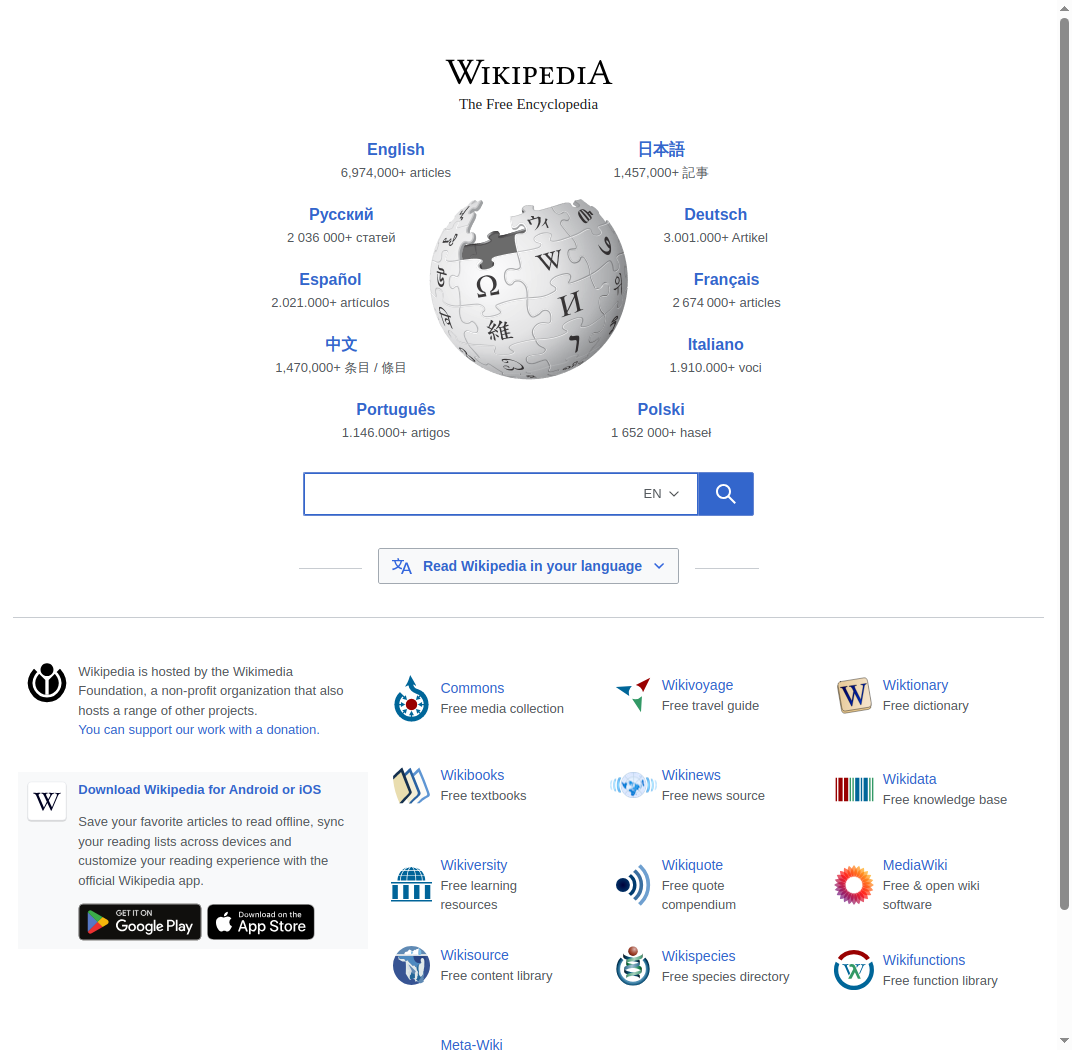 WIKIPEDIA
The Free Encyclopedia
English
6,974,000+ articles
日本語
1,457,000+ 記事
Русский
2 036 000+ статей
Deutsch
3.001.000+ Artikel
Español
2.021.000+ artículos
Français
2 674 000+ articles
中文
1,470,000+ 条目 / 條目
Italiano
1.910.000+ voci
Português
1.146.000+ artigos
Polski
1 652 000+ haseł
Ω
W
И
維
ウィ
EN
Read Wikipedia in your language
Wikipedia is hosted by the Wikimedia
Foundation, a non-profit organization that also
hosts a range of other projects.
You can support our work with a donation.
W
Download Wikipedia for Android or iOS
Save your favorite articles to read offline, sync
your reading lists across devices and
customize your reading experience with the
official Wikipedia app.
GET IT ON
Google Play
Download on the
App Store
Commons
Free media collection
Wikivoyage
Free travel guide
W
Wiktionary
Free dictionary
Wikibooks
Free textbooks
Wikinews
Free news source
Wikidata
Free knowledge base
Wikiversity
Free learning
resources
Wikiquote
Free quote
compendium
MediaWiki
Free & open wiki
software
Wikisource
Free content library
Wikispecies
Free species directory
Wikifunctions
Free function library
Meta-Wiki